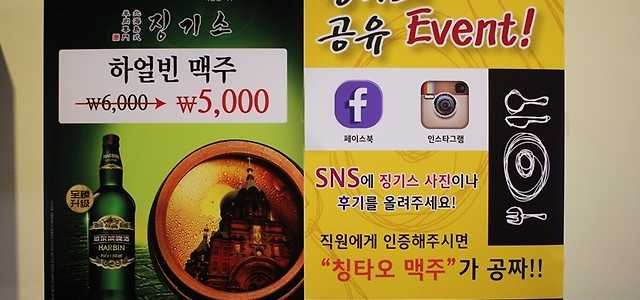 징기스
하얼빈 맥주
₩6,000 → ₩5,000
HARBIN
공유 Event!
페이스북
인스타그램
SNS에 징기스 사진이나
후기를 올려주세요!
직원에게 인증해주시면
“칭타오 맥주”가 공짜!!